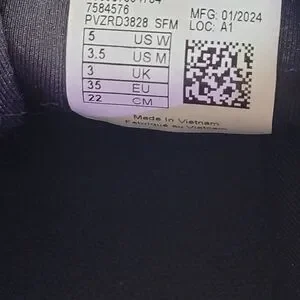 7584576
PVZRD3828 SFM
MFG: 01/2024
LOC: A1
5 US W
3.5 US M
3 UK
35 EU
22 CM
Made in Vietnam
Fabriqué au Vietnam